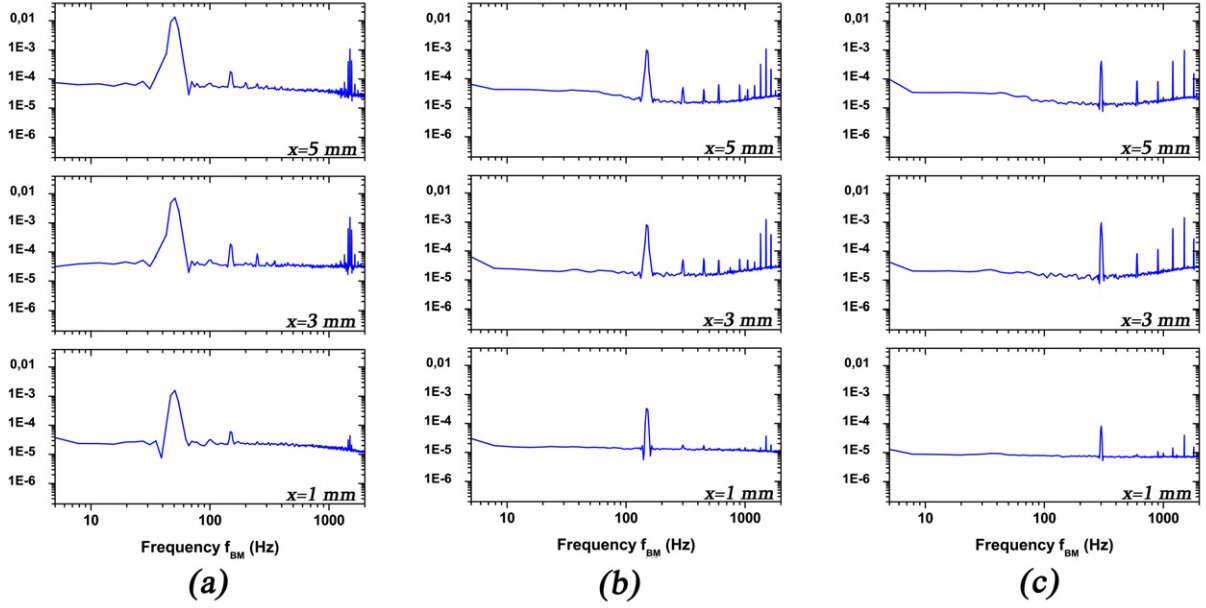 0,01
1E-3
1E-4
1E-5
1E-6
x=5 mm
0,01
1E-3
1E-4
1E-5
1E-6
x=3 mm
0,01
1E-3
1E-4
1E-5
1E-6
x=1 mm
10 100 1000
Frequency f_BM (Hz)
(a)
0,01
1E-3
1E-4
1E-5
1E-6
x=5 mm
0,01
1E-3
1E-4
1E-5
1E-6
x=3 mm
0,01
1E-3
1E-4
1E-5
1E-6
x=1 mm
10 100 1000
Frequency f_BM (Hz)
(b)
0,01
1E-3
1E-4
1E-5
1E-6
x=5 mm
0,01
1E-3
1E-4
1E-5
1E-6
x=3 mm
0,01
1E-3
1E-4
1E-5
1E-6
x=1 mm
10 100 1000
Frequency f_BM (Hz)
(c)